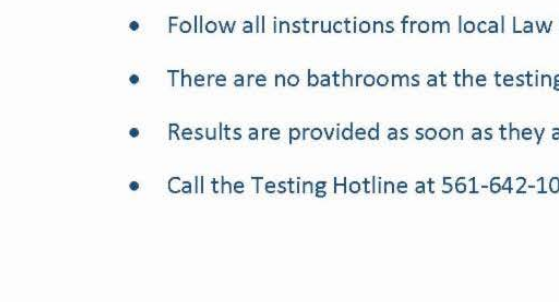 • Follow all instructions from local Law
• There are no bathrooms at the testing
• Results are provided as soon as they a
• Call the Testing Hotline at 561-642-10